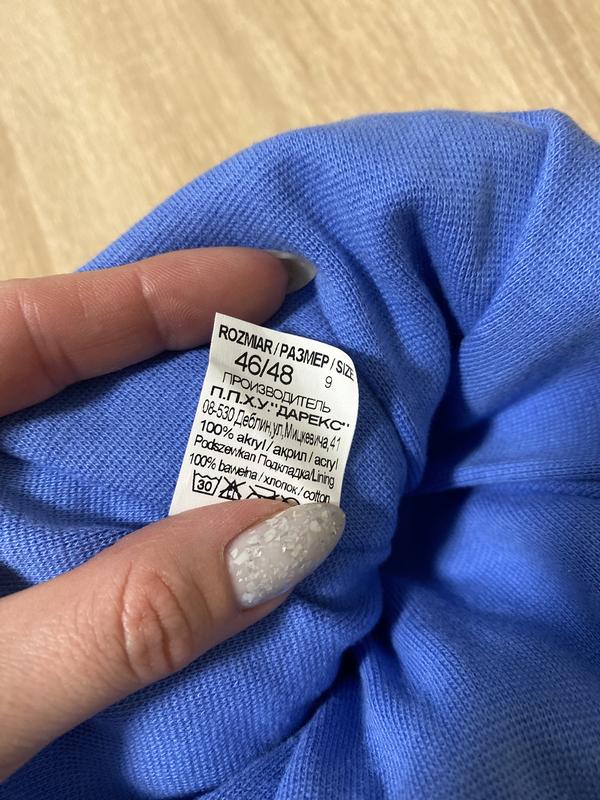 ROZMIAR / РАЗМЕР / SIZE
46/48 9
ПРОИЗВОДИТЕЛЬ
П.П.Х.У."ДАРЕКС"
08-530 Деблин,ул,Мицкевича,41
100% akryl / акрил / acryl
Podszewkan Подкладка/Lining
100% bawełna / хлопок / cotton
30